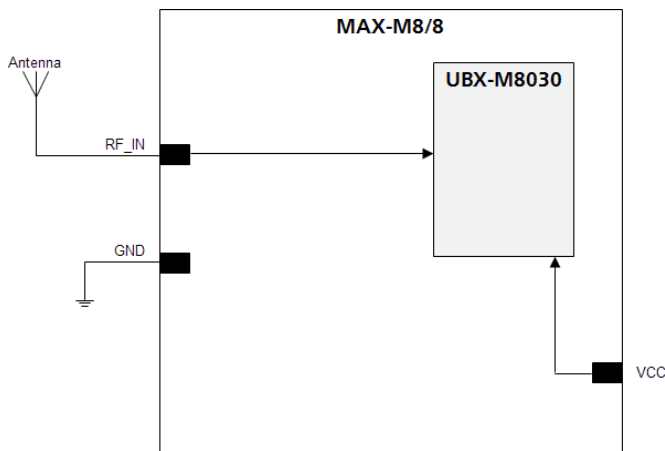 MAX-M8/8
Antenna
UBX-M8030
RF_IN
GND
VCC